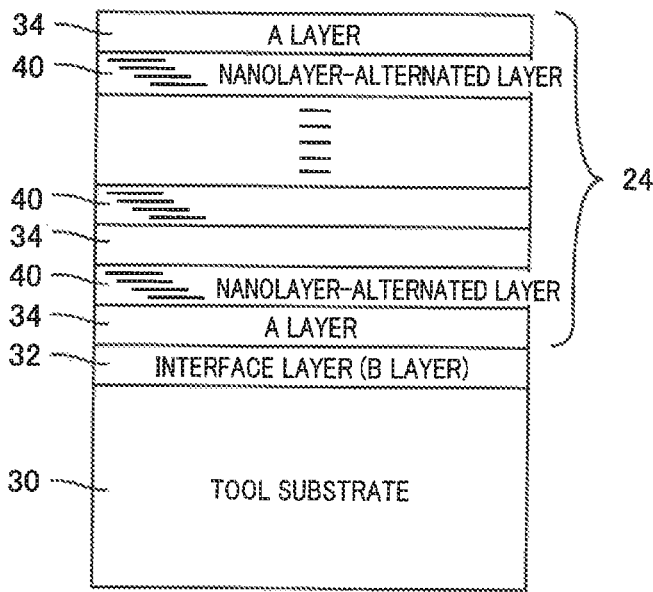 34 A LAYER
40 NANOLAYER-ALTERNATED LAYER
24
40
34
40 NANOLAYER-ALTERNATED LAYER
34 A LAYER
32 INTERFACE LAYER (B LAYER)
30 TOOL SUBSTRATE